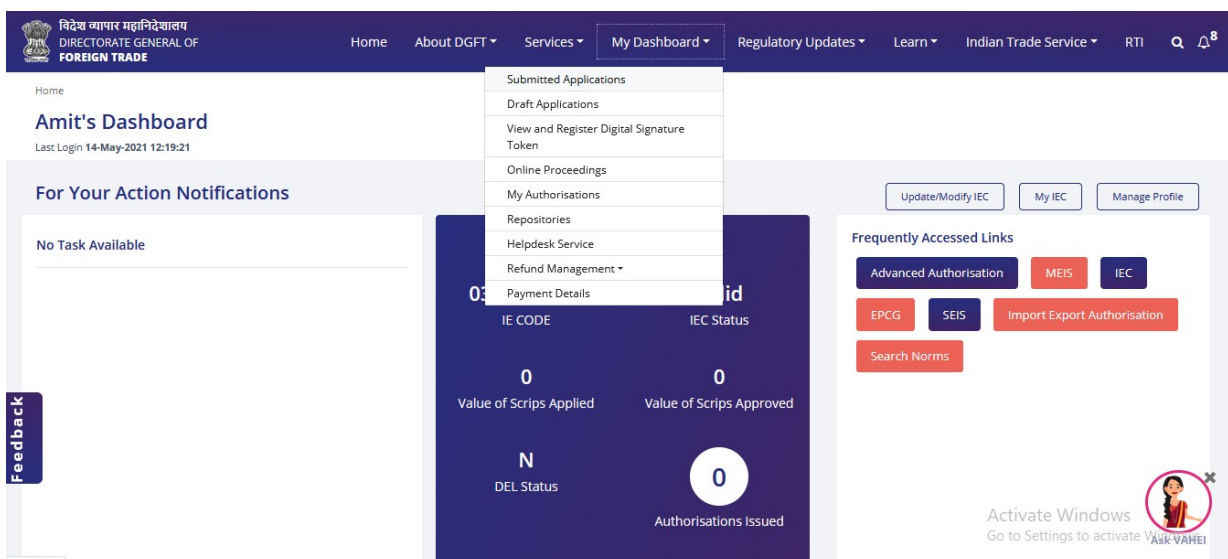 विदेश व्यापार महानिदेशालय
DIRECTORATE GENERAL OF
FOREIGN TRADE
Home
About DGFT
Services
My Dashboard
Regulatory Updates
Learn
Indian Trade Service
RTI
8
Home
Amit's Dashboard
Last Login 14-May-2021 12:19:21
Submitted Applications
Draft Applications
View and Register Digital Signature
Token
Online Proceedings
My Authorisations
Repositories
Helpdesk Service
Refund Management
Payment Details
For Your Action Notifications
Update/Modify IEC
My IEC
Manage Profile
No Task Available
IE CODE
IEC Status
0
Value of Scrips Applied
0
Value of Scrips Approved
N
DEL Status
0
Authorisations Issued
Frequently Accessed Links
Advanced Authorisation
MEIS
IEC
EPCG
SEIS
Import Export Authorisation
Search Norms
Feedback
Activate Windows
Go to Settings to activate
ASK VAHEI